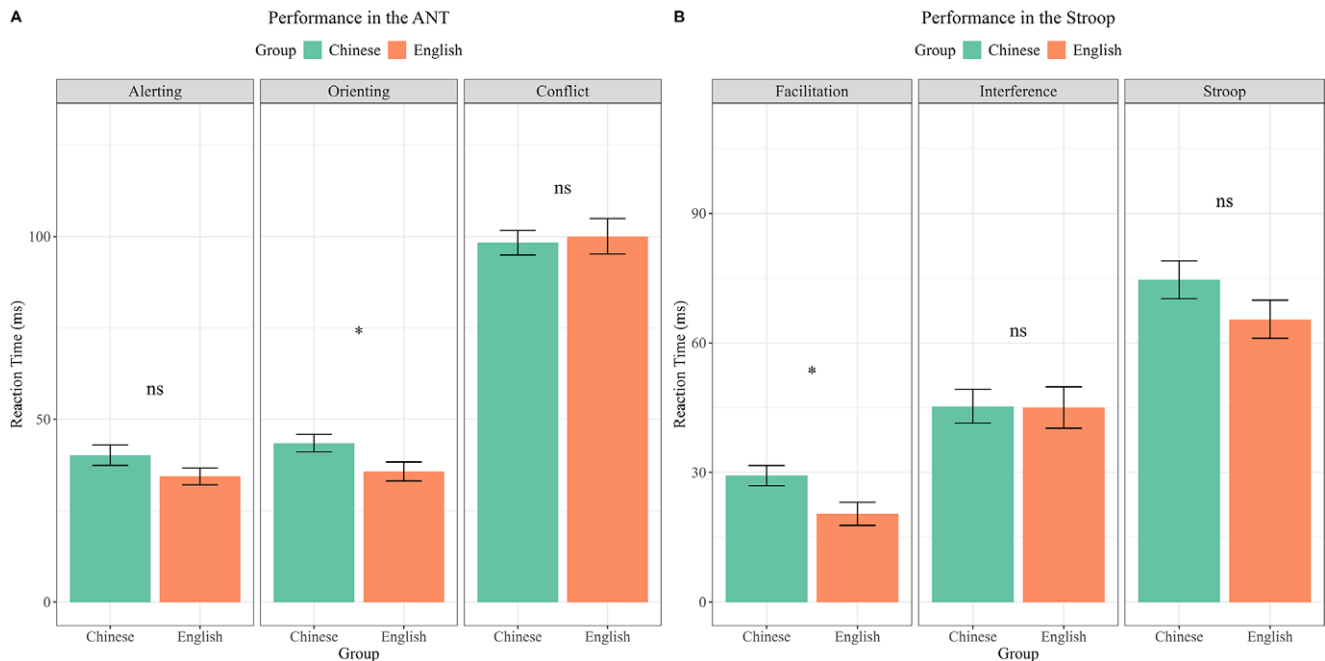 A
Performance in the ANT
Group Chinese English
Alerting Orienting Conflict
Reaction Time (ms)
100
50
0
ns
*
ns
Chinese English Chinese English Chinese English
Group
B
Performance in the Stroop
Group Chinese English
Facilitation Interference Stroop
Reaction Time (ms)
90
60
30
0
*
ns
ns
Chinese English Chinese English Chinese English
Group